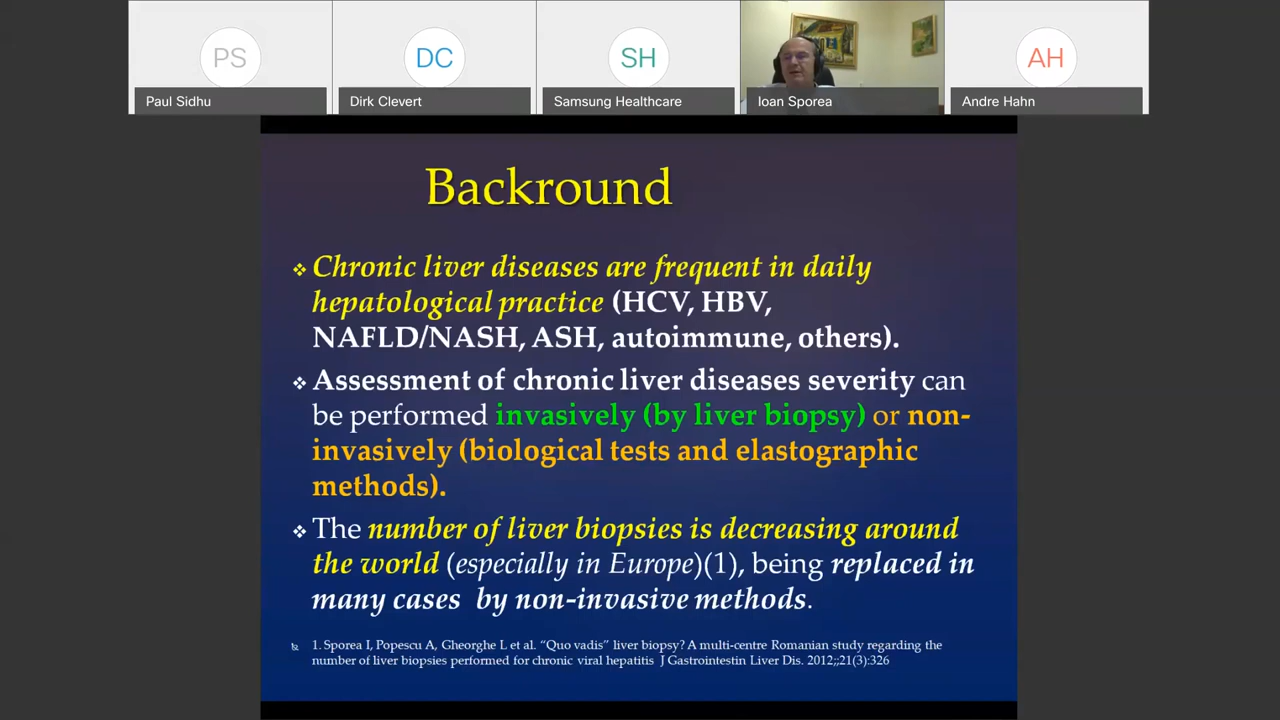 PS
DC
SH
AH
Paul Sidhu
Dirk Clevert
Samsung Healthcare
Ioan Sporea
Andre Hahn
Backround
Chronic liver diseases are frequent in daily
hepatological practice (HCV, HBV,
NAFLD/NASH, ASH, autoimmune, others).
Assessment of chronic liver diseases severity can
be performed invasively (by liver biopsy) or non-
invasively (biological tests and elastographic
methods).
The number of liver biopsies is decreasing around
the world (especially in Europe)(1), being replaced in
many cases by non-invasive methods.
1. Sporea I, Popescu A, Gheorghe L et al. “Quo vadis” liver biopsy? A multi-centre Romanian study regarding the
number of liver biopsies performed for chronic viral hepatitis J Gastrointestin Liver Dis. 2012;;21(3):326